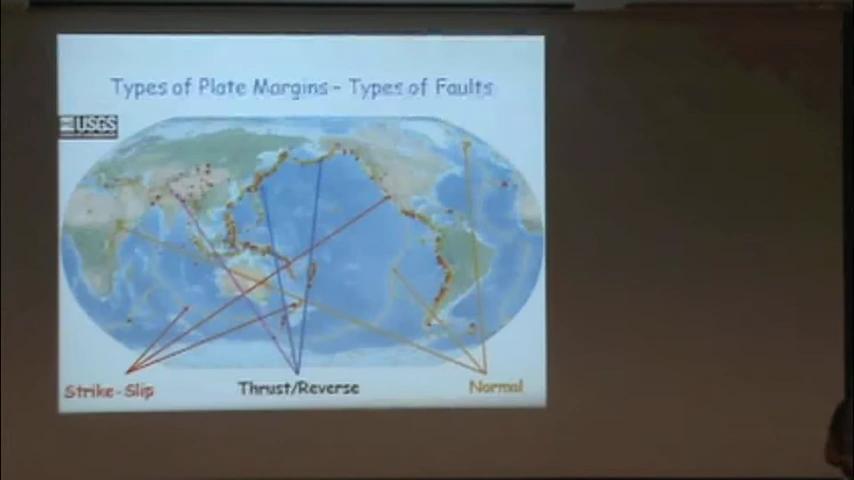 Types of Plate Margins - Types of Faults
USGS
Strike-Slip
Thrust/Reverse
Normal